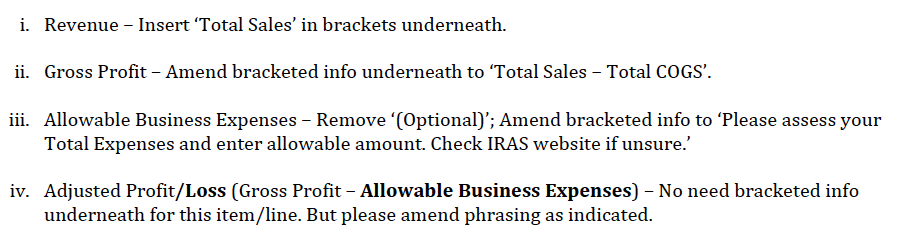 i. Revenue – Insert ‘Total Sales’ in brackets underneath.
ii. Gross Profit – Amend bracketed info underneath to ‘Total Sales – Total COGS’.
iii. Allowable Business Expenses – Remove ‘(Optional)’; Amend bracketed info to ‘Please assess your
Total Expenses and enter allowable amount. Check IRAS website if unsure.’
iv. Adjusted Profit/Loss (Gross Profit – Allowable Business Expenses) – No need bracketed info
underneath for this item/line. But please amend phrasing as indicated.